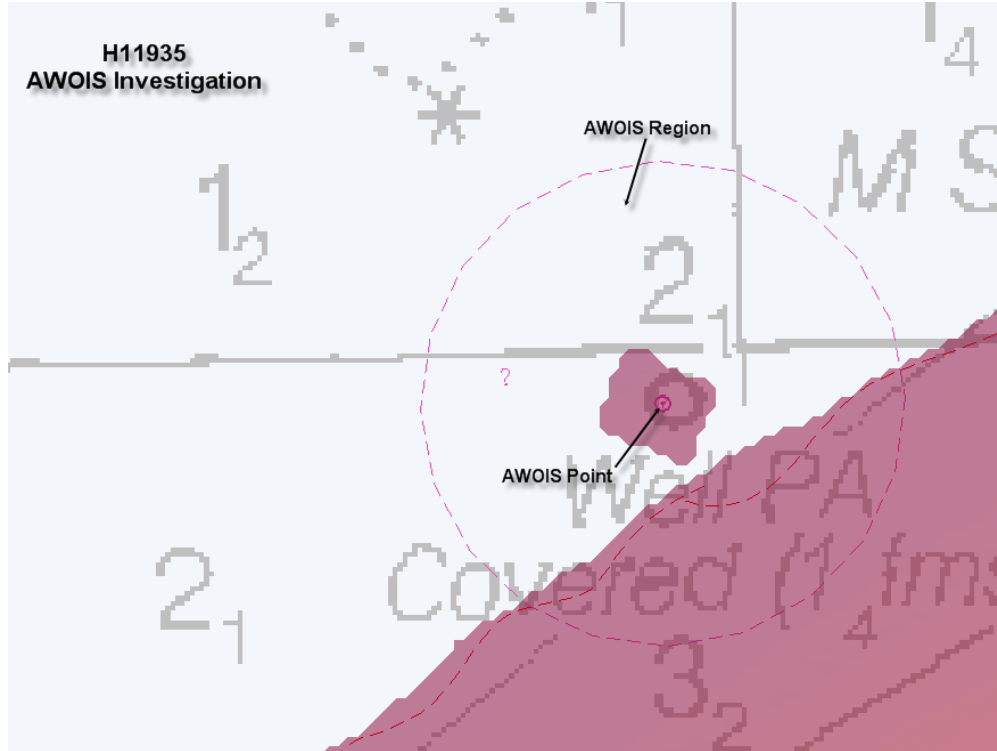 H11935
AWOIS Investigation
1
4
AWOIS Region
M S
1
2
2
1
?
AWOIS Point
Well PA
Covered (1 fms
4
2
1
3
2